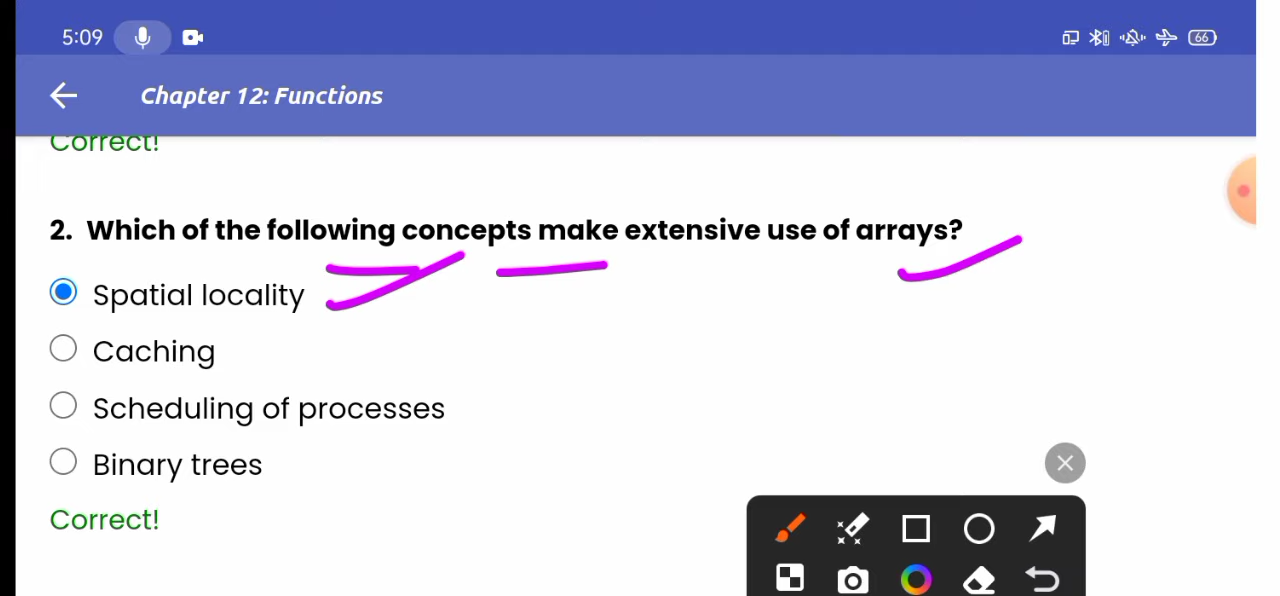 5:09
66
Chapter 12: Functions
Correct!
2. Which of the following concepts make extensive use of arrays?
Spatial locality
Caching
Scheduling of processes
Binary trees
Correct!